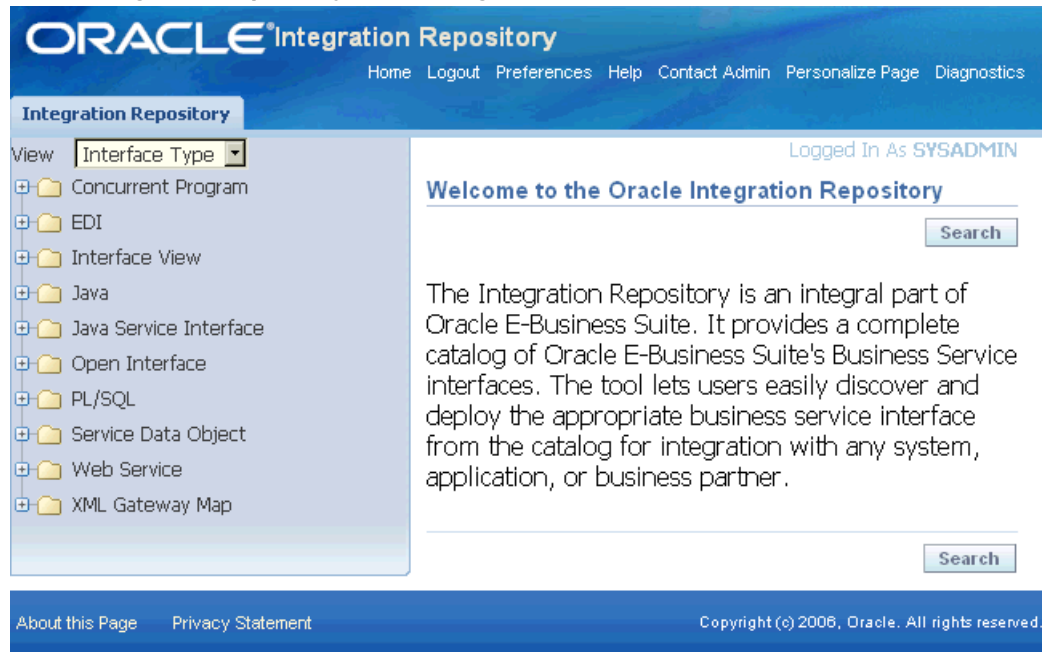 ORACLE® Integration Repository
Home Logout Preferences Help Contact Admin Personalize Page Diagnostics
Integration Repository
View Interface Type
Concurrent Program
EDI
Interface View
Java
Java Service Interface
Open Interface
PL/SQL
Service Data Object
Web Service
XML Gateway Map
Logged In As SYSADMIN
Welcome to the Oracle Integration Repository
Search
The Integration Repository is an integral part of
Oracle E-Business Suite. It provides a complete
catalog of Oracle E-Business Suite's Business Service
interfaces. The tool lets users easily discover and
deploy the appropriate business service interface
from the catalog for integration with any system,
application, or business partner.
Search
About this Page Privacy Statement
Copyright (c) 2006, Oracle. All rights reserved.